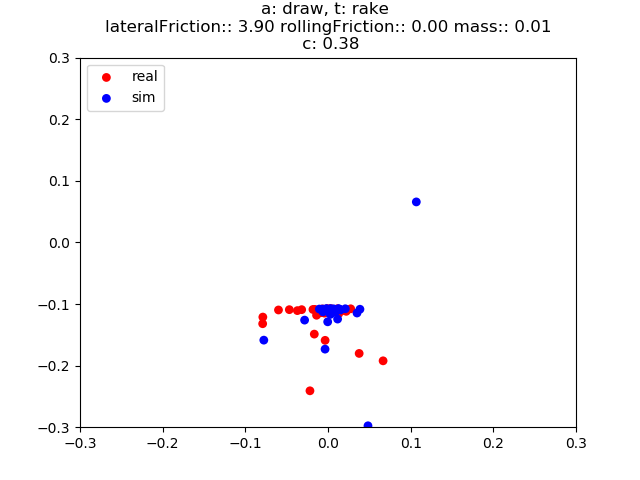 a: draw, t: rake
lateralFriction:: 3.90 rollingFriction:: 0.00 mass:: 0.01
c: 0.38
real
sim
0.3
0.2
0.1
0.0
−0.1
−0.2
−0.3
−0.3 −0.2 −0.1 0.0 0.1 0.2 0.3